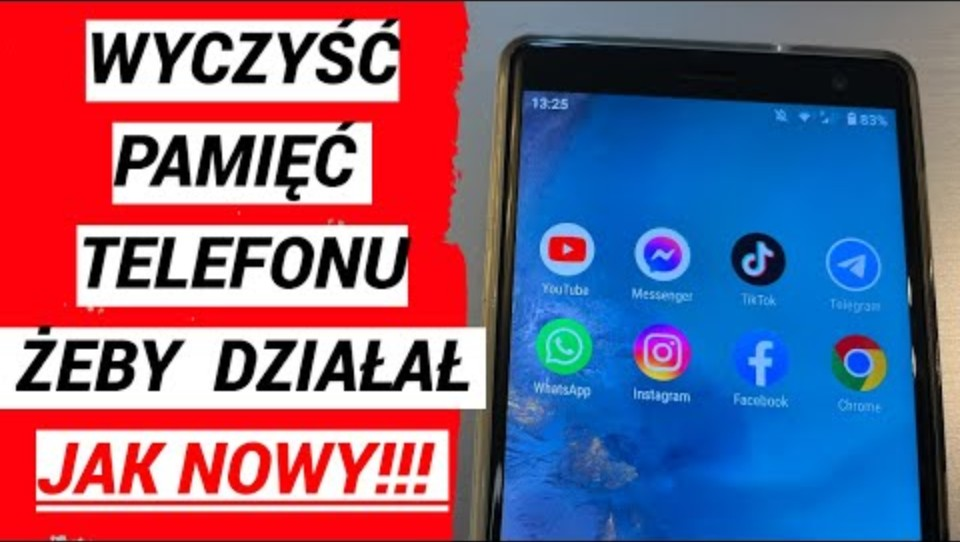 WYCZYŚĆ
PAMIĘĆ
TELEFONU
ŻEBY DZIAŁAŁ
JAK NOWY!!!
13:25
83%
YouTube Messenger TikTok Telegram
WhatsApp Instagram Facebook Chrome